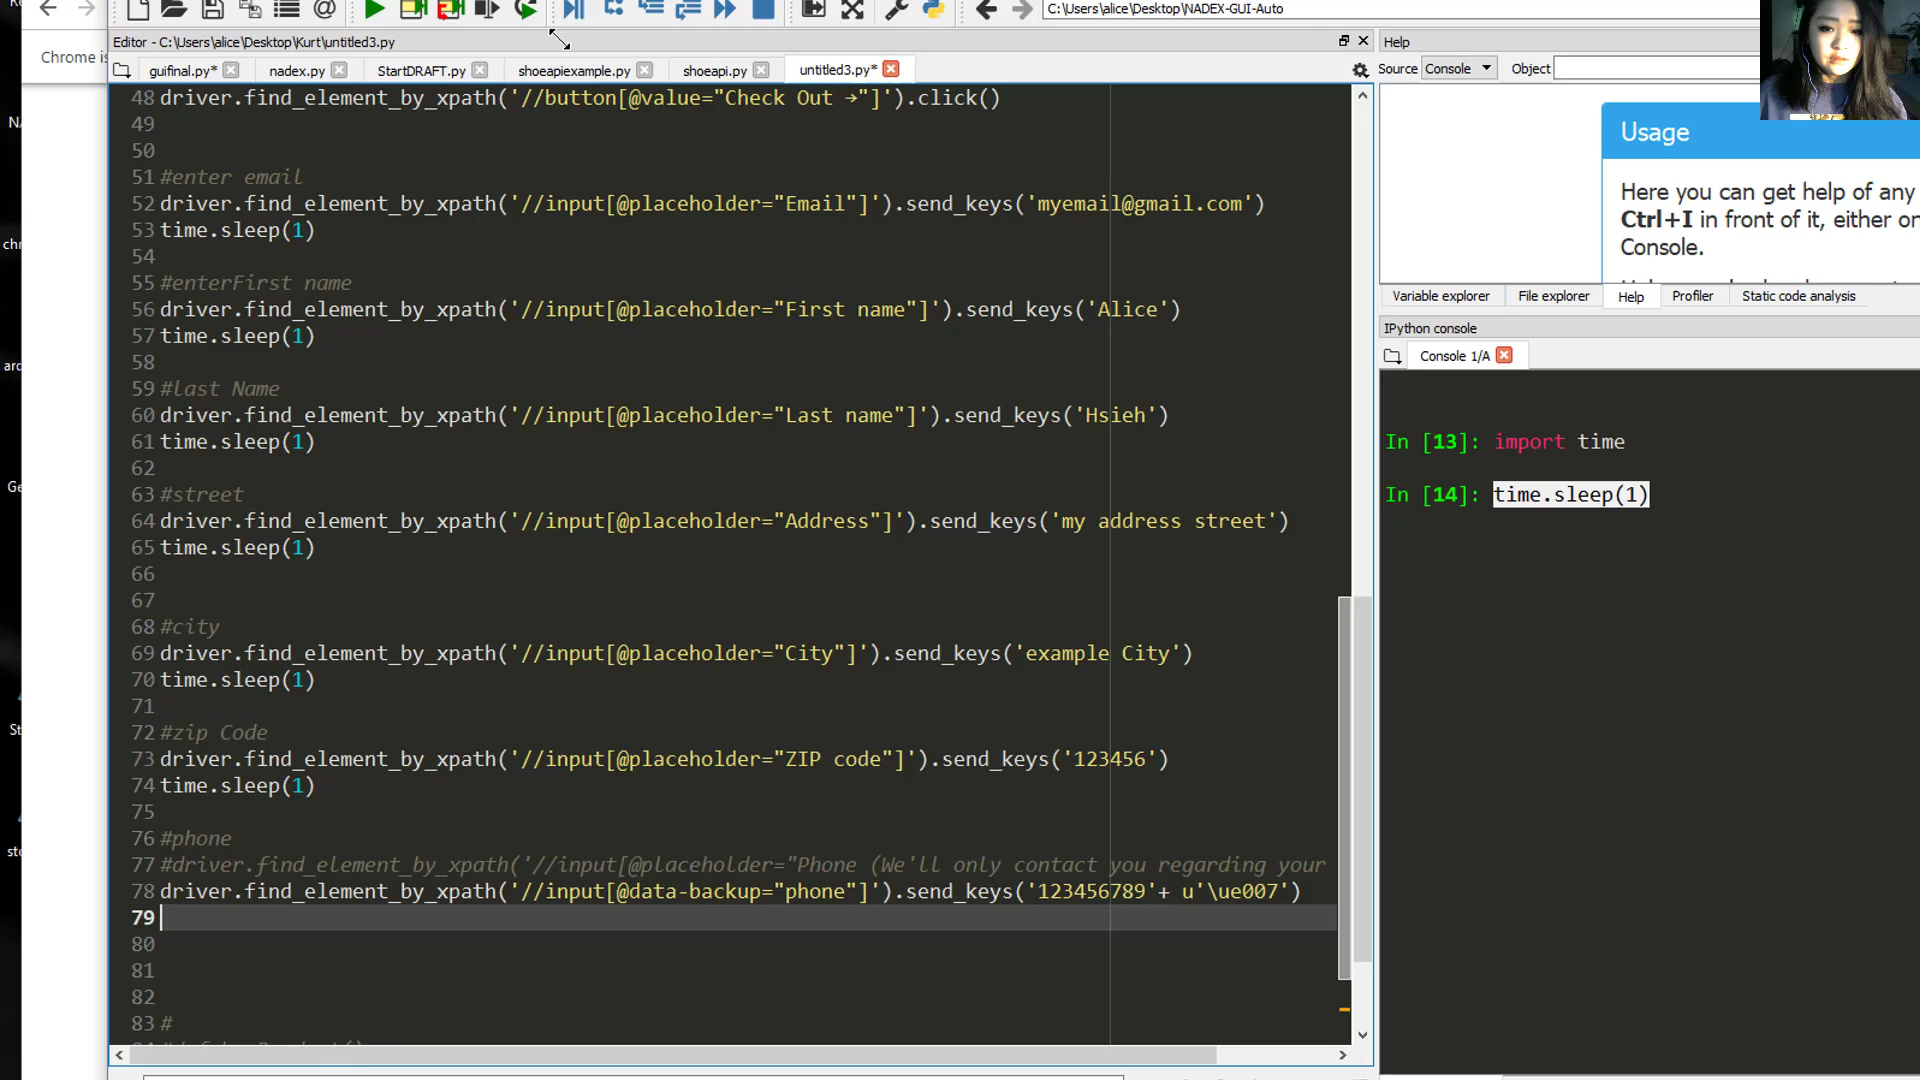 C:\Users\alice\Desktop\NADEX-GUI-Auto
Chrome is
Editor - C:\Users\alice\Desktop\Kurt\untitled3.py
Help
guifinal.py*
nadex.py
StartDRAFT.py
shoeapiexample.py
shoeapi.py
untitled3.py*
Source Console Object
48 driver.find_element_by_xpath('//button[@value="Check Out →"]').click()
49
50
51 #enter email
52 driver.find_element_by_xpath('//input[@placeholder="Email"]').send_keys('myemail@gmail.com')
53 time.sleep(1)
54
55 #enterFirst name
56 driver.find_element_by_xpath('//input[@placeholder="First name"]').send_keys('Alice')
57 time.sleep(1)
58
59 #last Name
60 driver.find_element_by_xpath('//input[@placeholder="Last name"]').send_keys('Hsieh')
61 time.sleep(1)
62
63 #street
64 driver.find_element_by_xpath('//input[@placeholder="Address"]').send_keys('my address street')
65 time.sleep(1)
66
67
68 #city
69 driver.find_element_by_xpath('//input[@placeholder="City"]').send_keys('example City')
70 time.sleep(1)
71
72 #zip Code
73 driver.find_element_by_xpath('//input[@placeholder="ZIP code"]').send_keys('123456')
74 time.sleep(1)
75
76 #phone
77 #driver.find_element_by_xpath('//input[@placeholder="Phone (We'll only contact you regarding your
78 driver.find_element_by_xpath('//input[@data-backup="phone"]').send_keys('123456789'+ u'\ue007')
79
80
81
82
83 #
Usage
Here you can get help of any
Ctrl+I in front of it, either on
Console.
Variable explorer
File explorer
Help
Profiler
Static code analysis
IPython console
Console 1/A
In [13]: import time
In [14]: time.sleep(1)